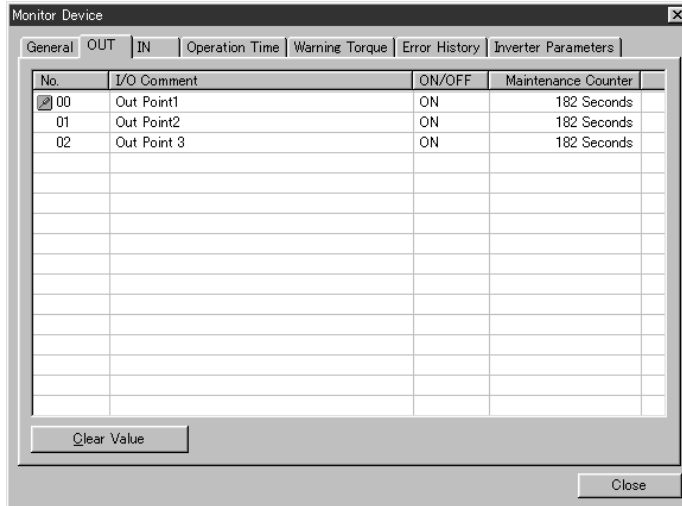 Monitor Device
General OUT IN Operation Time Warning Torque Error History Inverter Parameters
No. I/O Comment ON/OFF Maintenance Counter
00 Out Point1 ON 182 Seconds
01 Out Point2 ON 182 Seconds
02 Out Point 3 ON 182 Seconds
Clear Value
Close